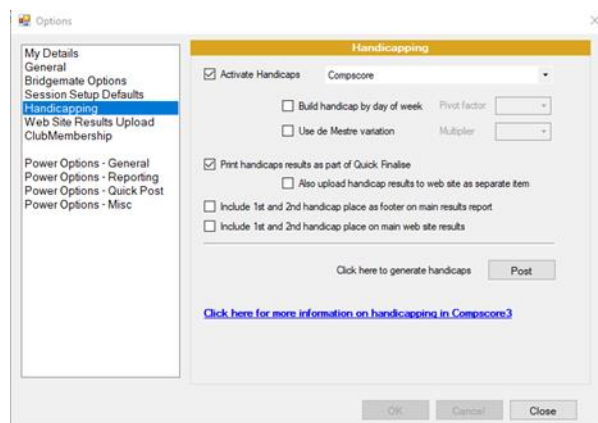 Options
My Details
General
Bridgemate Options
Session Setup Defaults
Handicapping
Web Site Results Upload
ClubMembership
Power Options - General
Power Options - Reporting
Power Options - Quick Post
Power Options - Misc
Handicapping
Activate Handicaps Compscore
Build handicap by day of week Pivot factor
Use de Mestre variation Multiplier
Print handicaps results as part of Quick Finalise
Also upload handicap results to web site as separate item
Include 1st and 2nd handicap place as footer on main results report
Include 1st and 2nd handicap place on main web site results
Click here to generate handicaps Post
Click here for more information on handicapping in Compscore3
OK Cancel Close